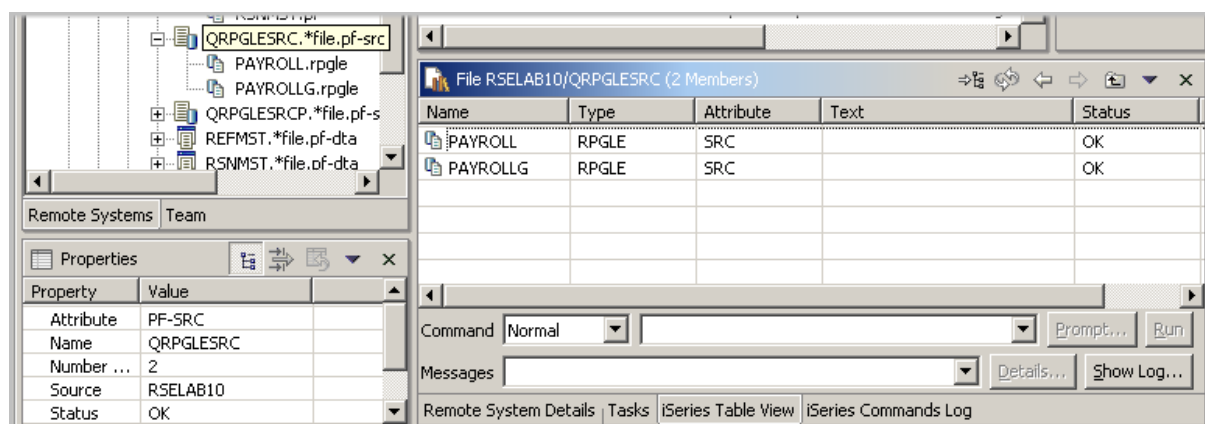 QRPGLESRC.*file.pf-src
PAYROLL.rpgle
PAYROLLG.rpgle
QRPGLESRCP.*file.pf-s
REFMST.*file.pf-dta
RSNMST.*file.pf-dta
Remote Systems Team
Properties
Property Value
Attribute PF-SRC
Name QRPGLESRC
Number ... 2
Source RSELAB10
Status OK
File RSELAB10/QRPGLESRC (2 Members)
Name Type Attribute Text Status
PAYROLL RPGLE SRC OK
PAYROLLG RPGLE SRC OK
Command Normal Prompt... Run
Messages Details... Show Log...
Remote System Details Tasks iSeries Table View iSeries Commands Log